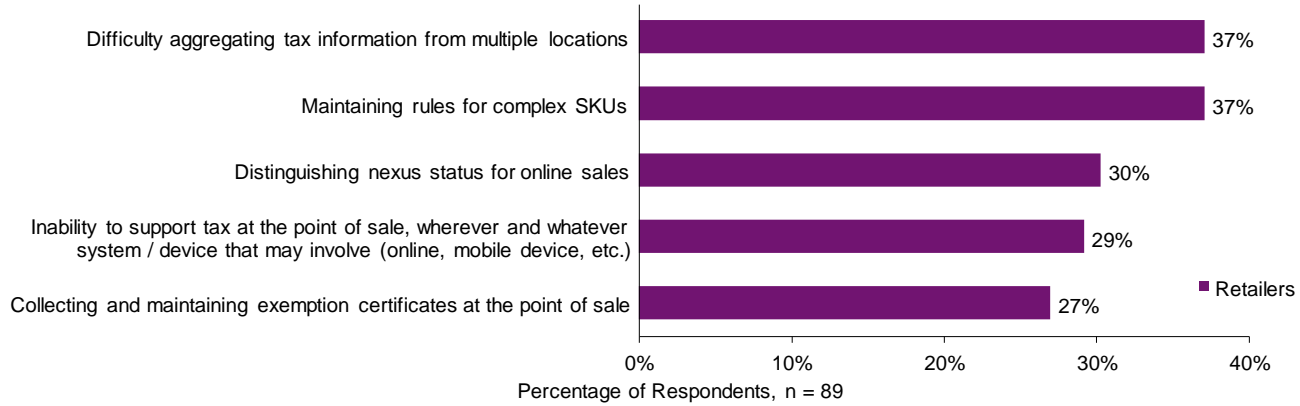 Difficulty aggregating tax information from multiple locations
37%
Maintaining rules for complex SKUs
37%
Distinguishing nexus status for online sales
30%
Inability to support tax at the point of sale, wherever and whatever
system / device that may involve (online, mobile device, etc.)
29%
Collecting and maintaining exemption certificates at the point of sale
27%
Retailers
0%
10%
20%
30%
40%
Percentage of Respondents, n = 89